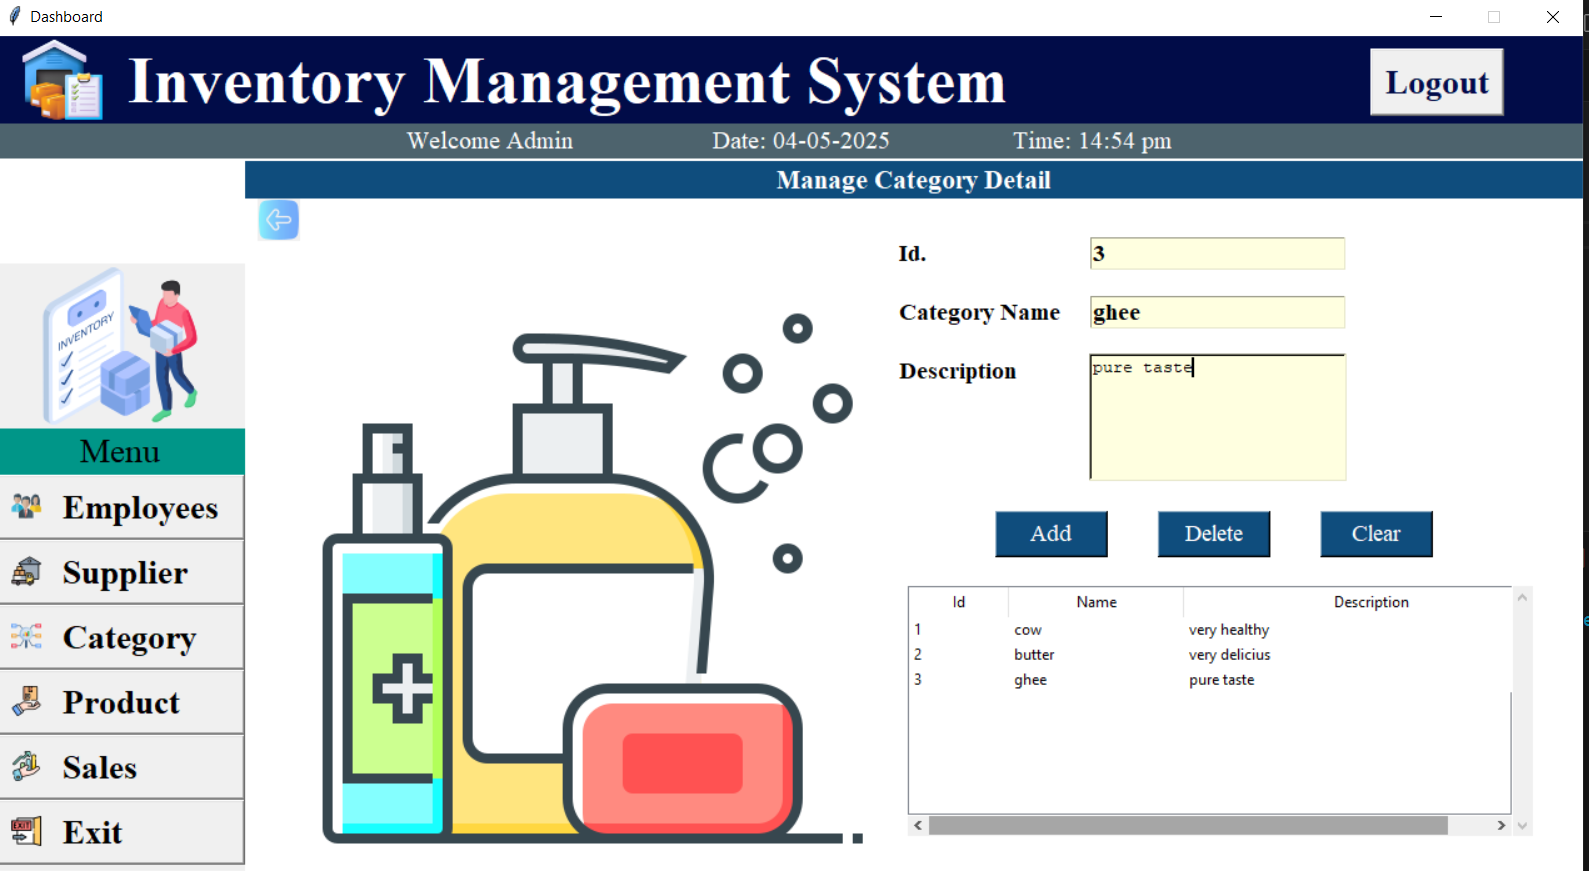 Dashboard
Inventory Management System
Logout
Welcome Admin Date: 04-05-2025 Time: 14:54 pm
Manage Category Detail
INVENTORY
Menu
Employees
Supplier
Category
Product
Sales
EXIT
Exit
Id. 3
Category Name ghee
Description pure taste
Add Delete Clear
Id Name Description
1 cow very healthy
2 butter very delicius
3 ghee pure taste